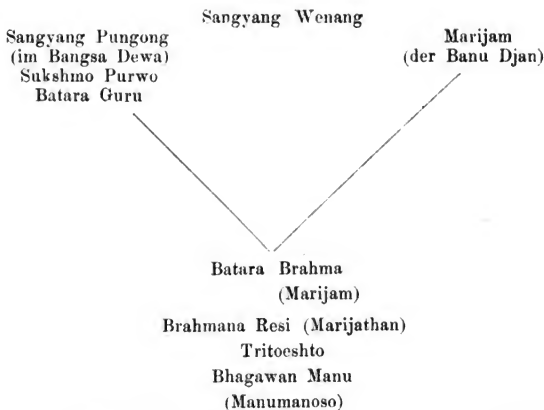 Sangyang Wenang
Sangyang Pungong
(im Bangsa Dewa)
Sukshmo Purwo
Batara Guru
Marijam
(der Banu Djan)
Batara Brahma
(Marijam)
Brahmana Resi (Marijathan)
Tritoeshto
Bhagawan Manu
(Manumanoso)